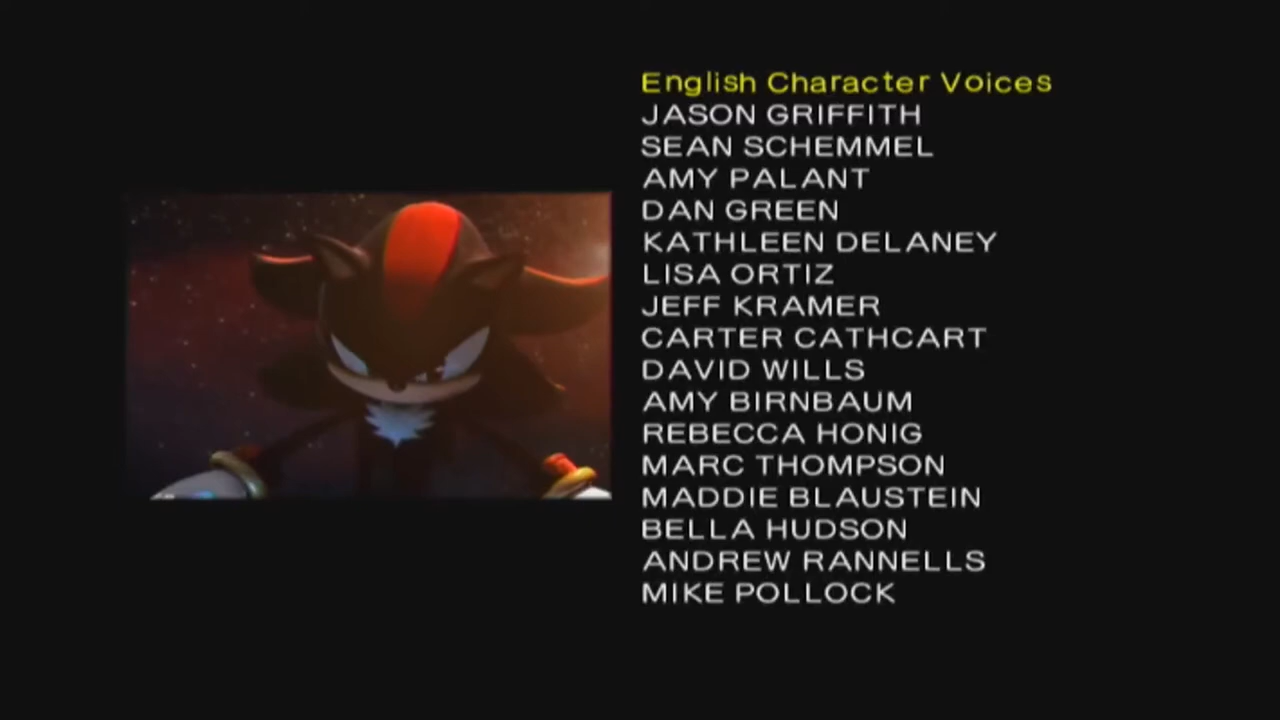 English Character Voices
JASON GRIFFITH
SEAN SCHEMMEL
AMY PALANT
DAN GREEN
KATHLEEN DELANEY
LISA ORTIZ
JEFF KRAMER
CARTER CATHCART
DAVID WILLS
AMY BIRNBAUM
REBECCA HONIG
MARC THOMPSON
MADDIE BLAUSTEIN
BELLA HUDSON
ANDREW RANNELLS
MIKE POLLOCK